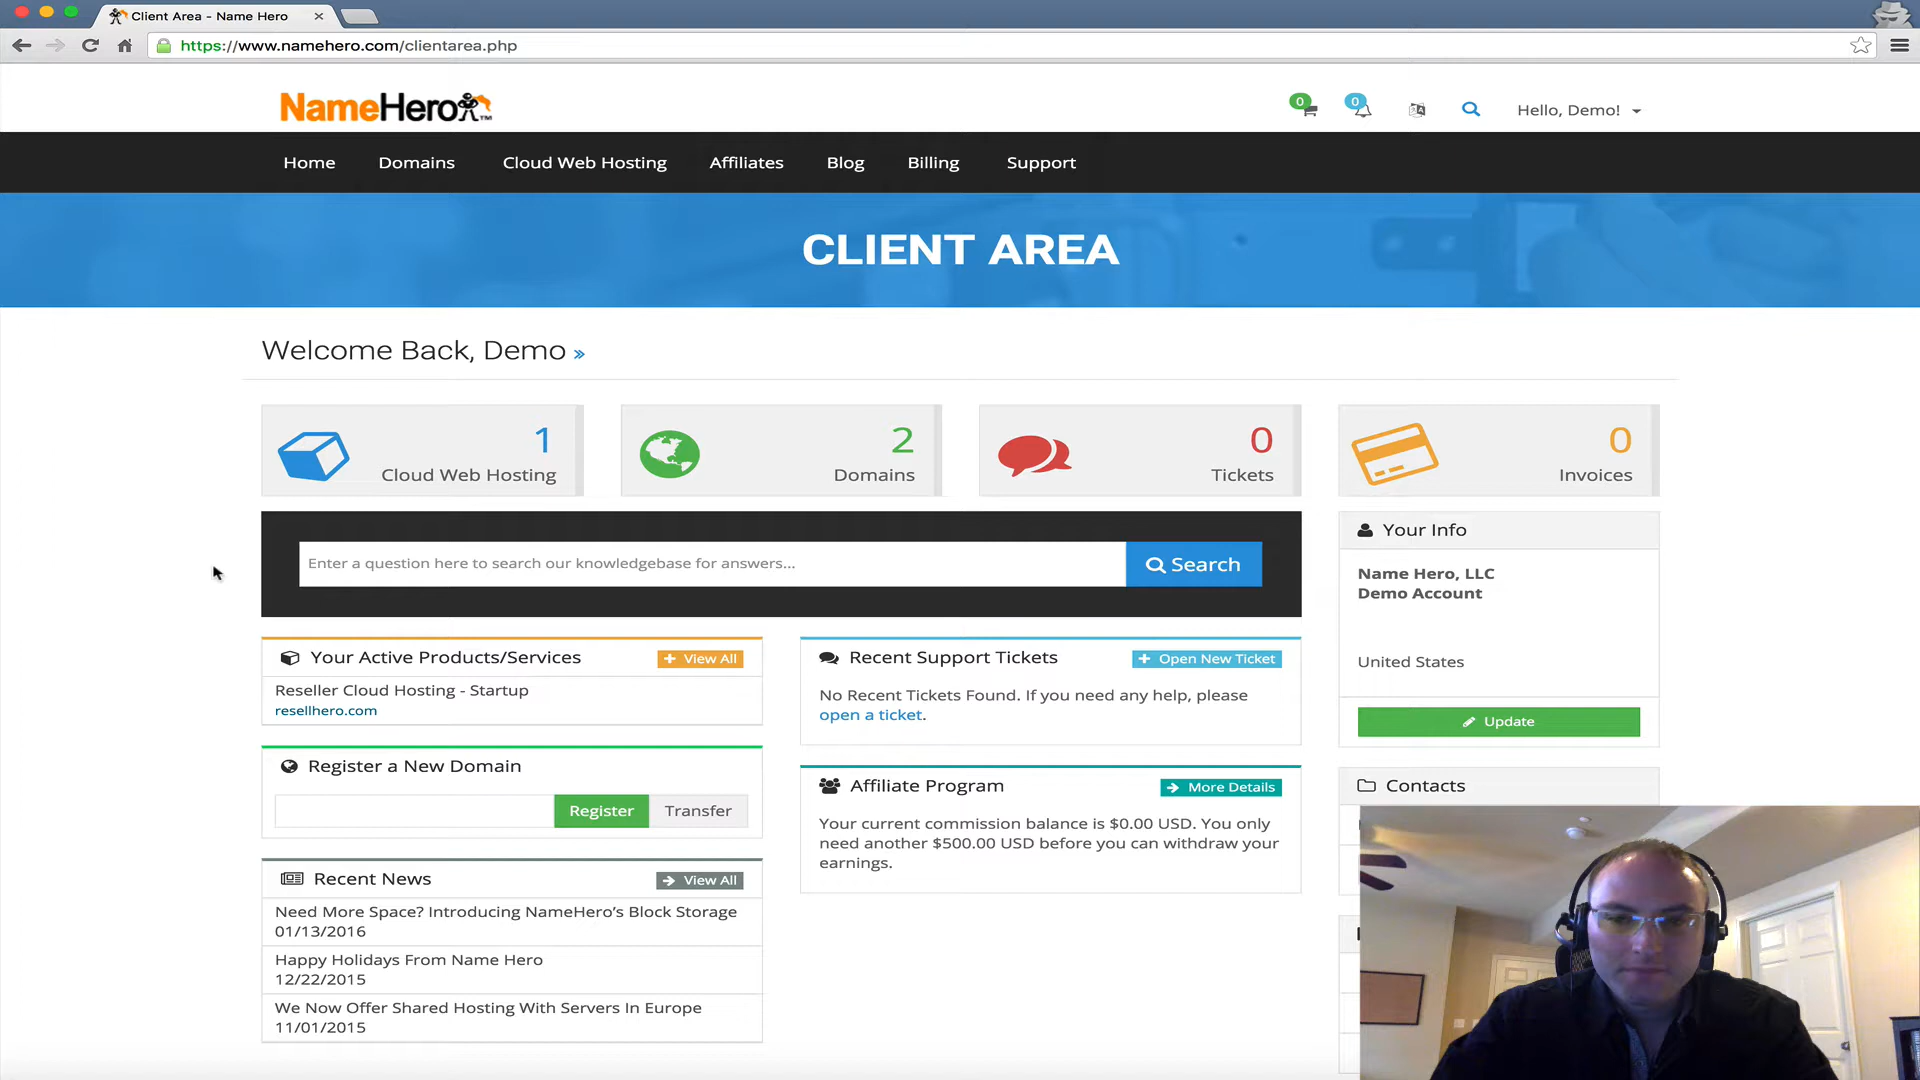 Client Area - Name Hero
https://www.namehero.com/clientarea.php
NameHero
TM
0
0
Hello, Demo!
Home Domains Cloud Web Hosting Affiliates Blog Billing Support
CLIENT AREA
Welcome Back, Demo »
1
Cloud Web Hosting
2
Domains
0
Tickets
0
Invoices
Enter a question here to search our knowledgebase for answers...
Search
Your Info
Name Hero, LLC
Demo Account
United States
Update
Your Active Products/Services
View All
Reseller Cloud Hosting - Startup
resellhero.com
Recent Support Tickets
Open New Ticket
No Recent Tickets Found. If you need any help, please
open a ticket.
Register a New Domain
Register
Transfer
Affiliate Program
More Details
Your current commission balance is $0.00 USD. You only
need another $500.00 USD before you can withdraw your
earnings.
Contacts
Recent News
View All
Need More Space? Introducing NameHero's Block Storage
01/13/2016
Happy Holidays From Name Hero
12/22/2015
We Now Offer Shared Hosting With Servers In Europe
11/01/2015